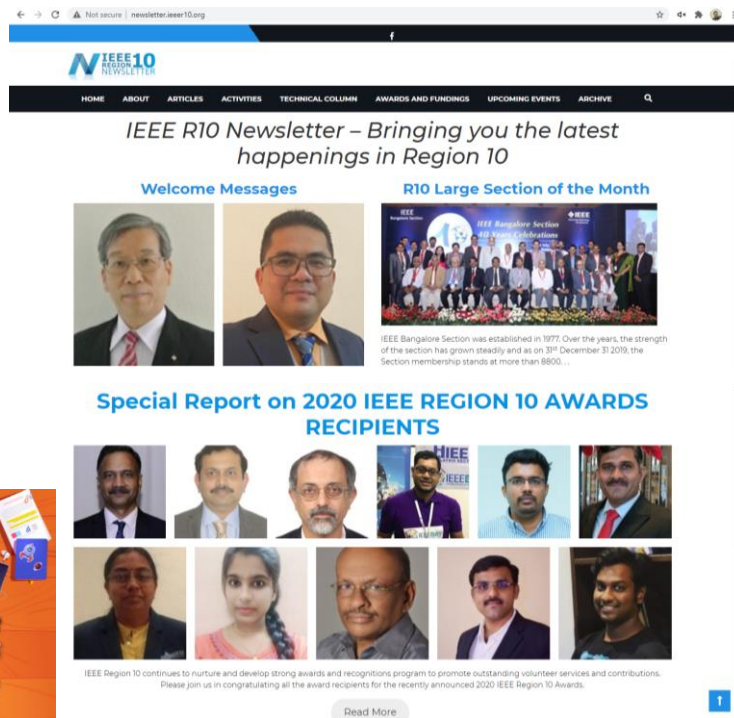 Not secure | newsletter.ieeer10.org
f
N IEEE10
REGION
NEWSLETTER
HOME ABOUT ARTICLES ACTIVITIES TECHNICAL COLUMN AWARDS AND FUNDINGS UPCOMING EVENTS ARCHIVE
IEEE R10 Newsletter – Bringing you the latest
happenings in Region 10
Welcome Messages
R10 Large Section of the Month
IEEE
Bangalore Section
IEEE
IEEE Bangalore Section
40 Years Celebrations
IEEE Bangalore Section was established in 1977. Over the years, the strength
of the section has grown steadily and as on 31st December 31 2019, the
Section membership stands at more than 8800. . .
Special Report on 2020 IEEE REGION 10 AWARDS
RECIPIENTS
IEEE Region 10 continues to nurture and develop strong awards and recognitions program to promote outstanding volunteer services and contributions.
Please join us in congratulating all the award recipients for the recently announced 2020 IEEE Region 10 Awards.
Read More